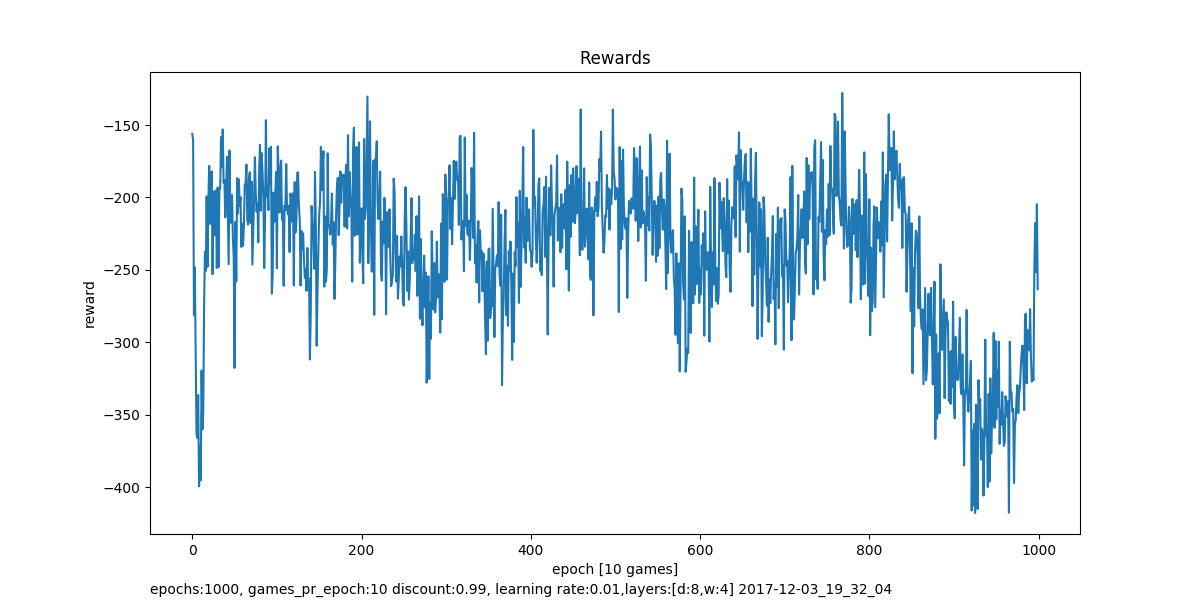 Rewards
−150
−200
−250
−300
−350
−400
reward
0 200 400 600 800 1000
epoch [10 games]
epochs:1000, games_pr_epoch:10 discount:0.99, learning rate:0.01,layers:[d:8,w:4] 2017-12-03_19_32_04